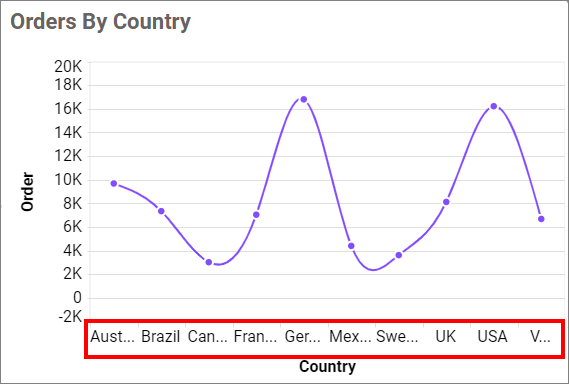 Orders By Country
20K
18K
16K
14K
12K
10K
8K
6K
4K
2K
0
-2K
Order
Aust... Brazil Can... Fran... Ger... Mex... Swe... UK USA V...
Country